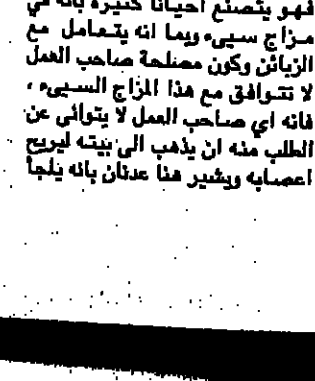 فهو يتصنع احيانا كثيرة بانه في
مزاج سييء وبما انه يتعامل مع
الزبائن وكون مصلحة صاحب العمل
لا تتوافق مع هذا المزاج السييء ،
فانه اي صاحب العمل لا يتوانى عن
الطلب منه ان يذهب الى بيته ليريح
اعصابه ويشير هنا عدنان بانه يلجأ